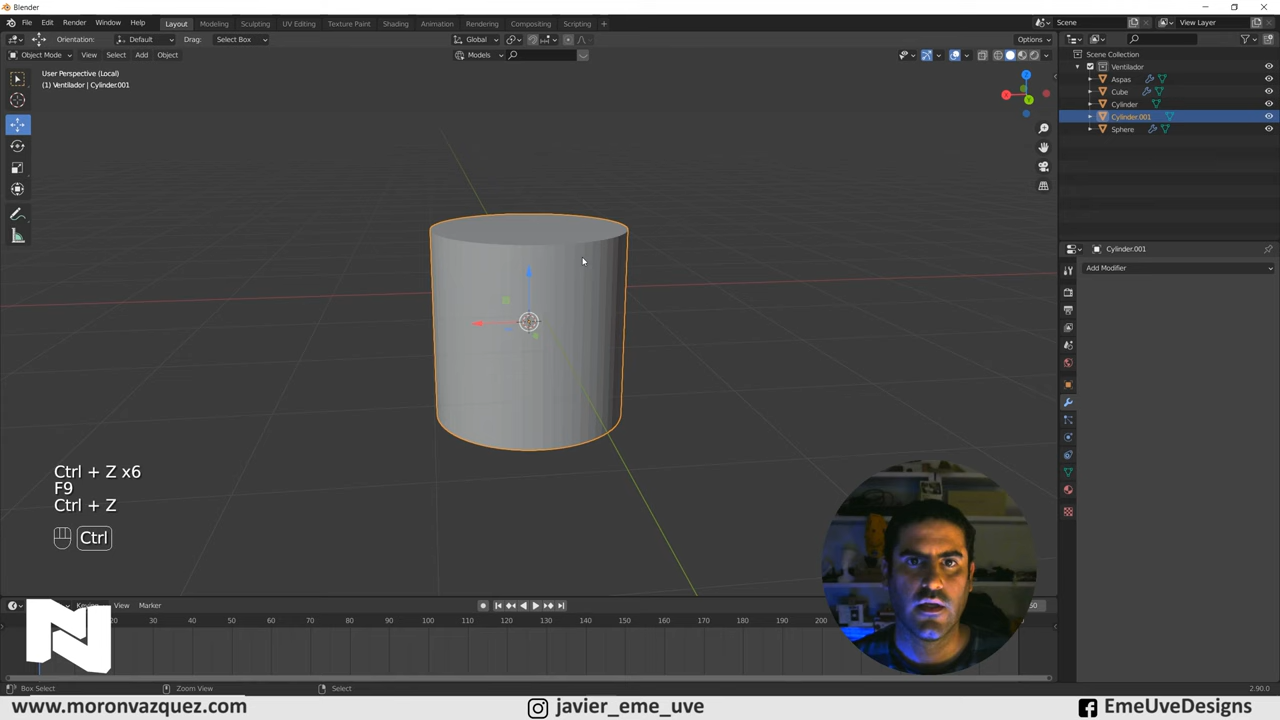 Blender
File Edit Render Window Help Layout Modeling Sculpting UV Editing Texture Paint Shading Animation Rendering Compositing Scripting + Scene View Layer
Orientation: Default Drag: Select Box Global Options
Object Mode View Select Add Object Models
User Perspective (Local)
(1) Ventilador | Cylinder.001
Scene Collection
Ventilador
Aspas
Cube
Cylinder
Cylinder.001
Sphere
Cylinder.001
Add Modifier
X
Y
Z
Ctrl + Z x6
F9
Ctrl + Z
Ctrl
View Marker
20 30 40 50 60 70 80 90 100 110 120 130 140 150 160 170 180 190 200
N
Box Select Zoom View Select 2.90.0
www.moronvazquez.com javier_eme_uve EmeUveDesigns